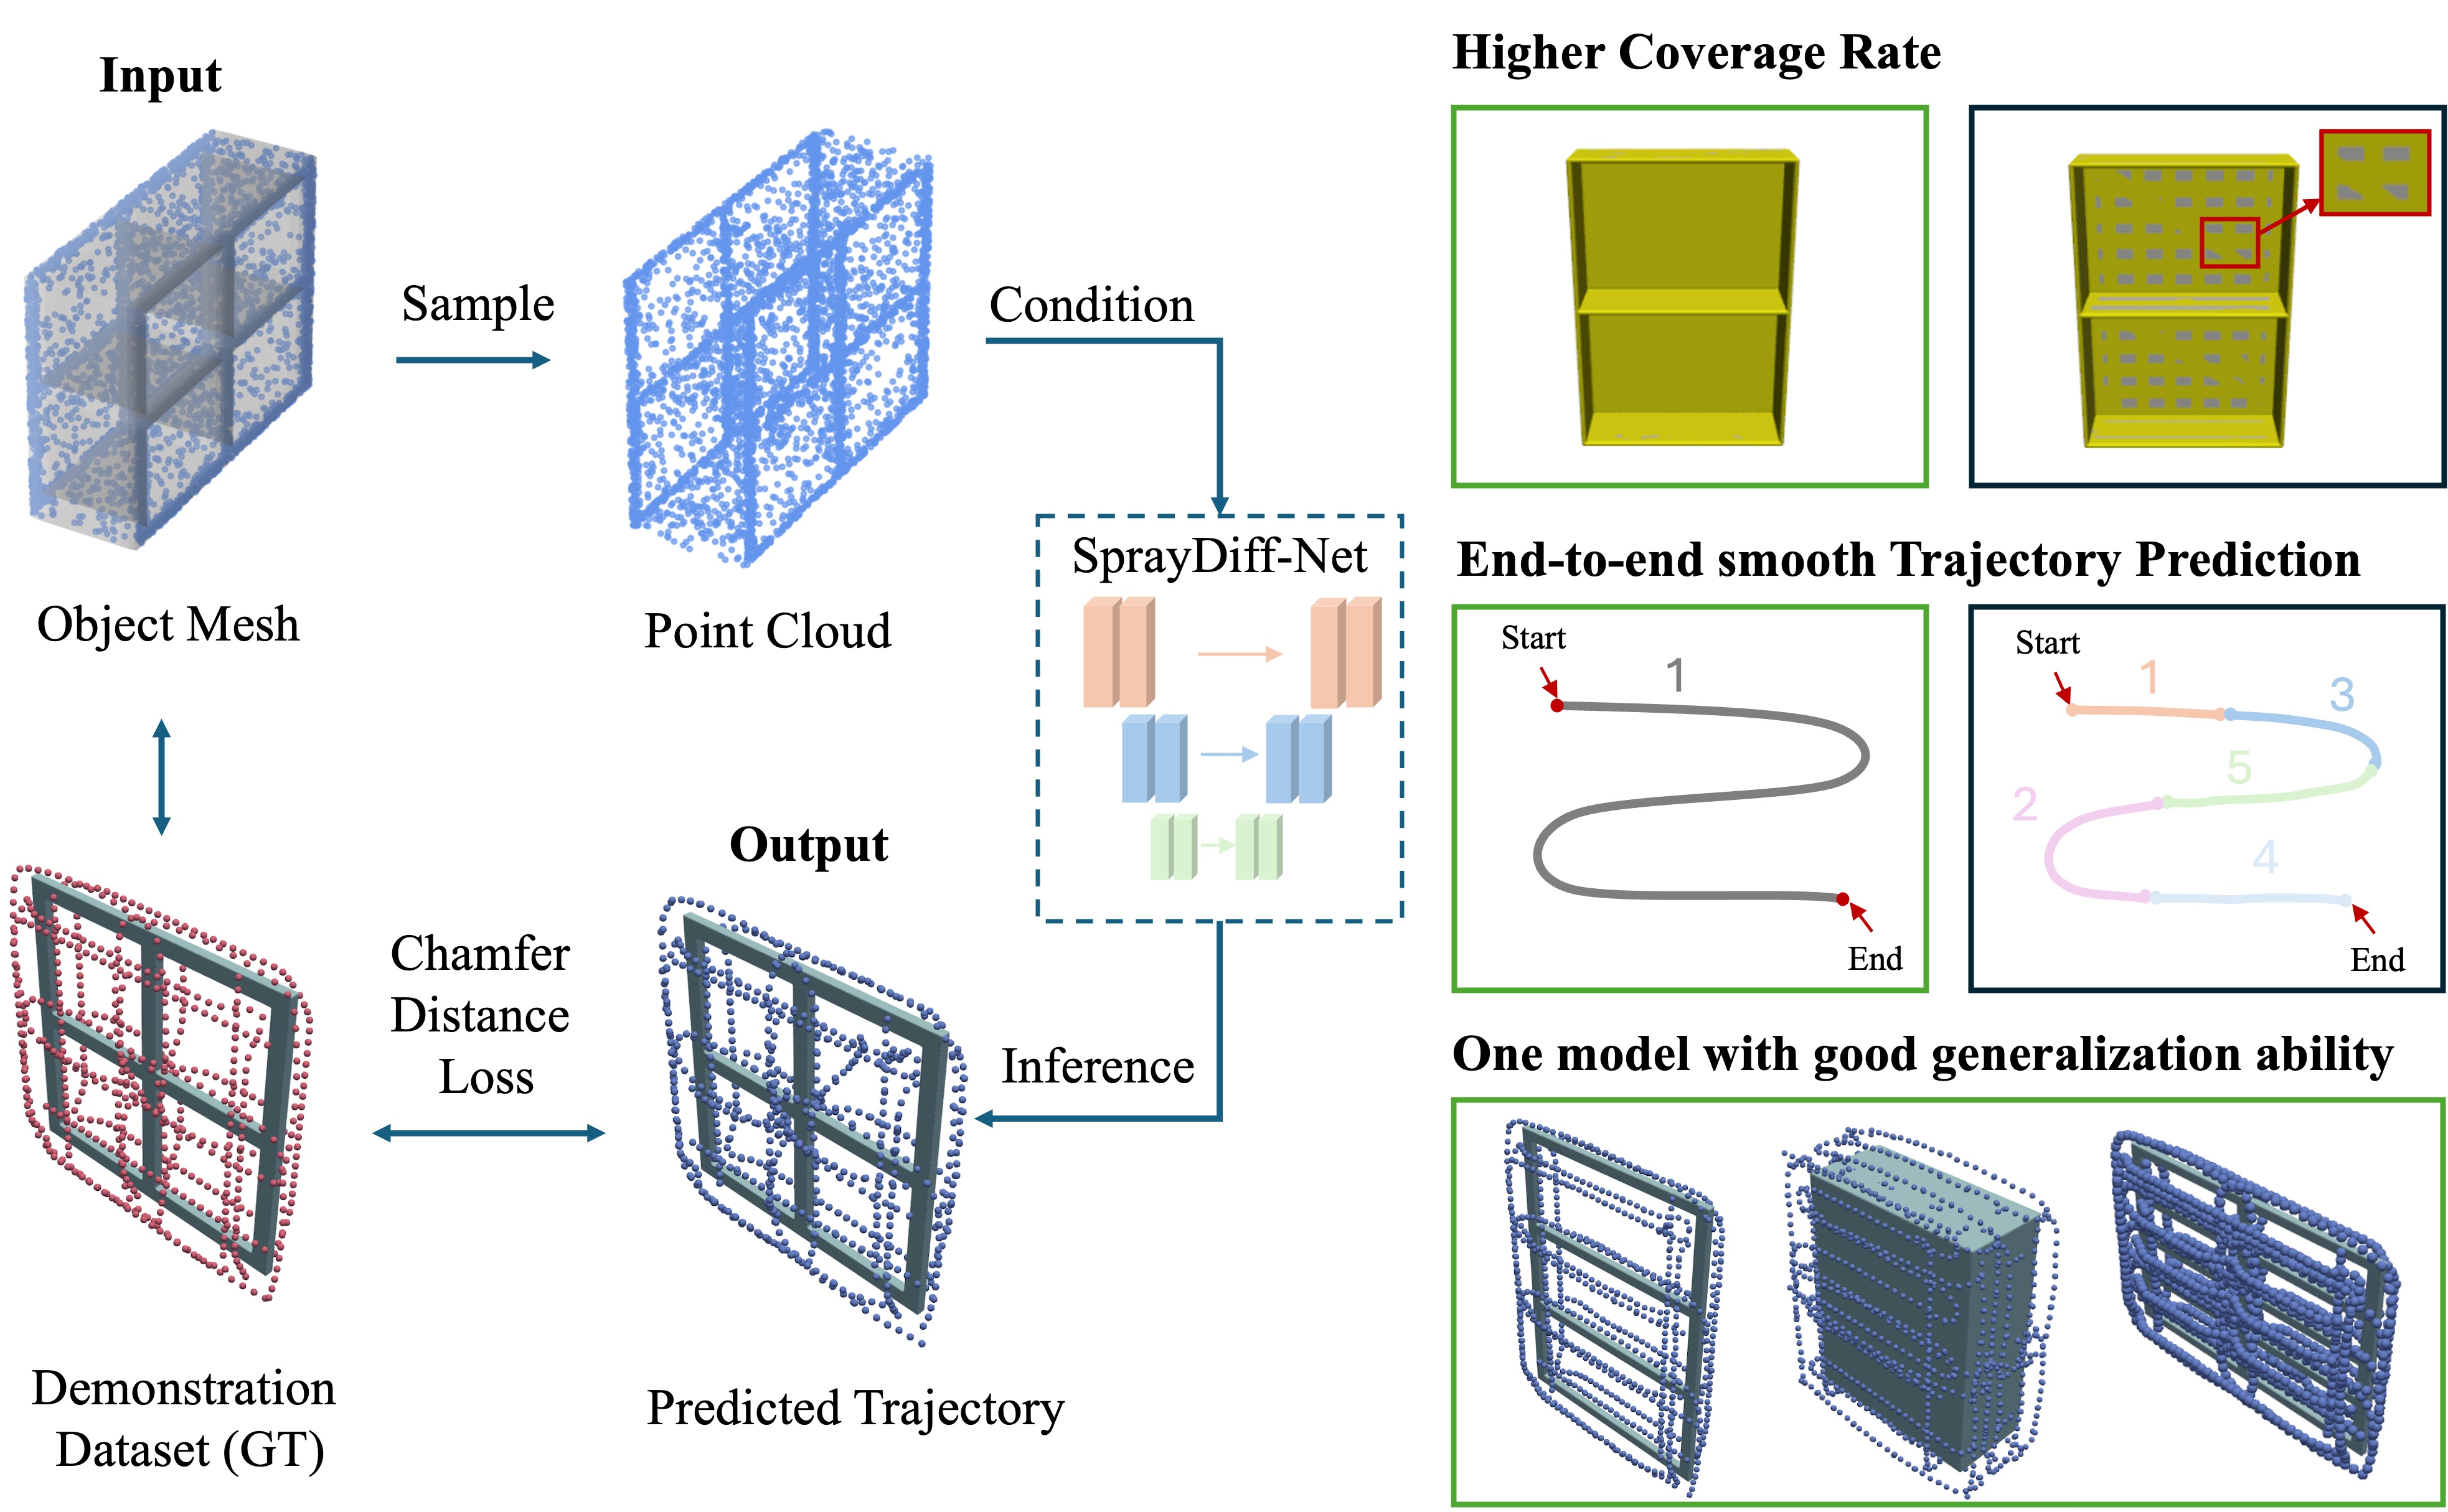 Input
Sample
Condition
Object Mesh
Point Cloud
SprayDiff-Net
Output
Chamfer
Distance
Loss
Inference
Demonstration
Dataset (GT)
Predicted Trajectory
Higher Coverage Rate
End-to-end smooth Trajectory Prediction
Start
1
End
Start
1
3
5
2
4
End
One model with good generalization ability